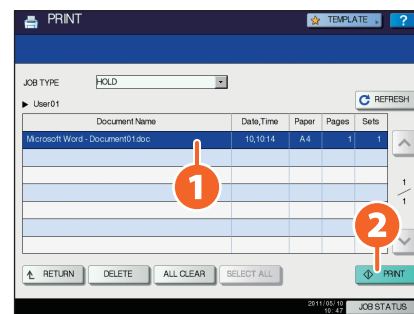 PRINT
TEMPLATE
?
JOB TYPE HOLD
User01
REFRESH
Document Name Date,Time Paper Pages Sets
Microsoft Word - Document01.doc 10,10:14 A4 1 1
1
1
1
2
RETURN DELETE ALL CLEAR SELECT ALL PRINT
2011/05/10
10:47
JOB STATUS